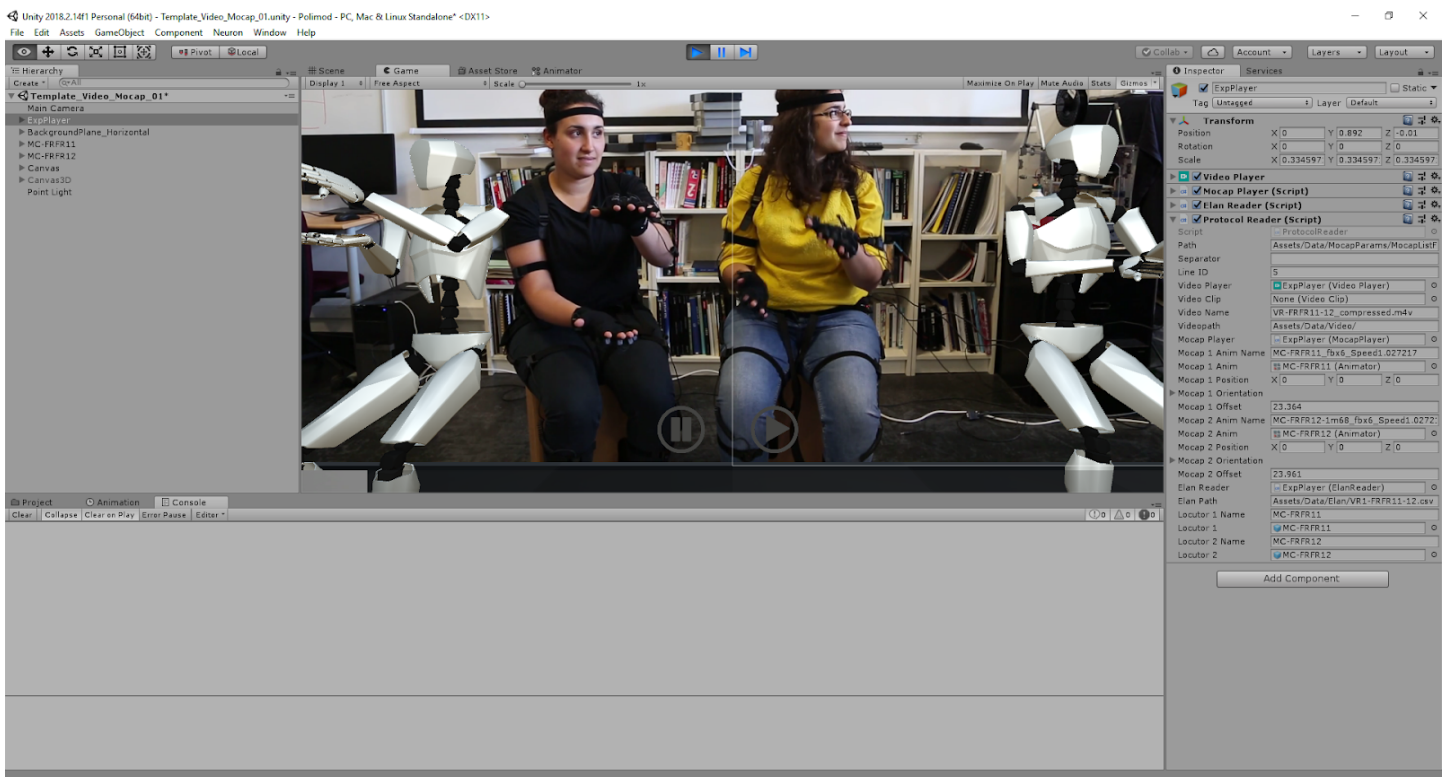 Unity 2018.2.14f1 Personal (64bit) - Template_Video_Mocap_01.unity - Polimod - PC, Mac & Linux Standalone* <DX11>
File Edit Assets GameObject Component Neuron Window Help
Pivot Local Collab Account Layers Layout
Hierarchy
Create All
Template_Video_Mocap_01*
Main Camera
ExpPlayer
BackgroundPlane_Horizontal
MC-FRFR11
MC-FRFR12
Canvas
Canvas3D
Point Light
Scene Game Asset Store Animator
Display 1 Free Aspect Scale 1x Maximize On Play Mute Audio Stats Gizmos
Project Animation Console
Clear Collapse Clear on Play Error Pause Editor 0 0 0
Inspector Services
ExpPlayer Static
Tag Untagged Layer Default
Transform
Position X 0 Y 0.892 Z -0.01
Rotation X 0 Y 0 Z 0
Scale X 0.334597 Y 0.334597 Z 0.334597
Video Player
Mocap Player (Script)
Elan Reader (Script)
Protocol Reader (Script)
Script ProtocolReader
Path Assets/Data/MocapParams/MocapListF
Separator
Line ID 5
Video Player ExpPlayer (Video Player)
Video Clip None (Video Clip)
Video Name VR-FRFR11-12_compressed.m4v
Videopath Assets/Data/Video/
Mocap Player ExpPlayer (MocapPlayer)
Mocap 1 Anim Name MC-FRFR11_fbx6_Speed1.027217
Mocap 1 Anim MC-FRFR11 (Animator)
Mocap 1 Position X 0 Y 0 Z 0
Mocap 1 Orientation
Mocap 1 Offset 23.364
Mocap 2 Anim Name MC-FRFR12-1m68_fbx6_Speed1.0272
Mocap 2 Anim MC-FRFR12 (Animator)
Mocap 2 Position X 0 Y 0 Z 0
Mocap 2 Orientation
Mocap 2 Offset 23.961
Elan Reader ExpPlayer (ElanReader)
Elan Path Assets/Data/Elan/VR1-FRFR11-12.csv
Locutor 1 Name MC-FRFR11
Locutor 1 MC-FRFR11
Locutor 2 Name MC-FRFR12
Locutor 2 MC-FRFR12
Add Component